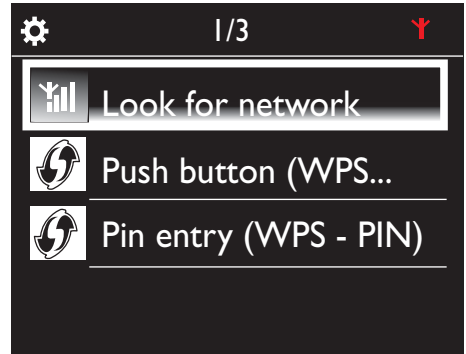 1/3
Look for network
Push button (WPS...
Pin entry (WPS - PIN)